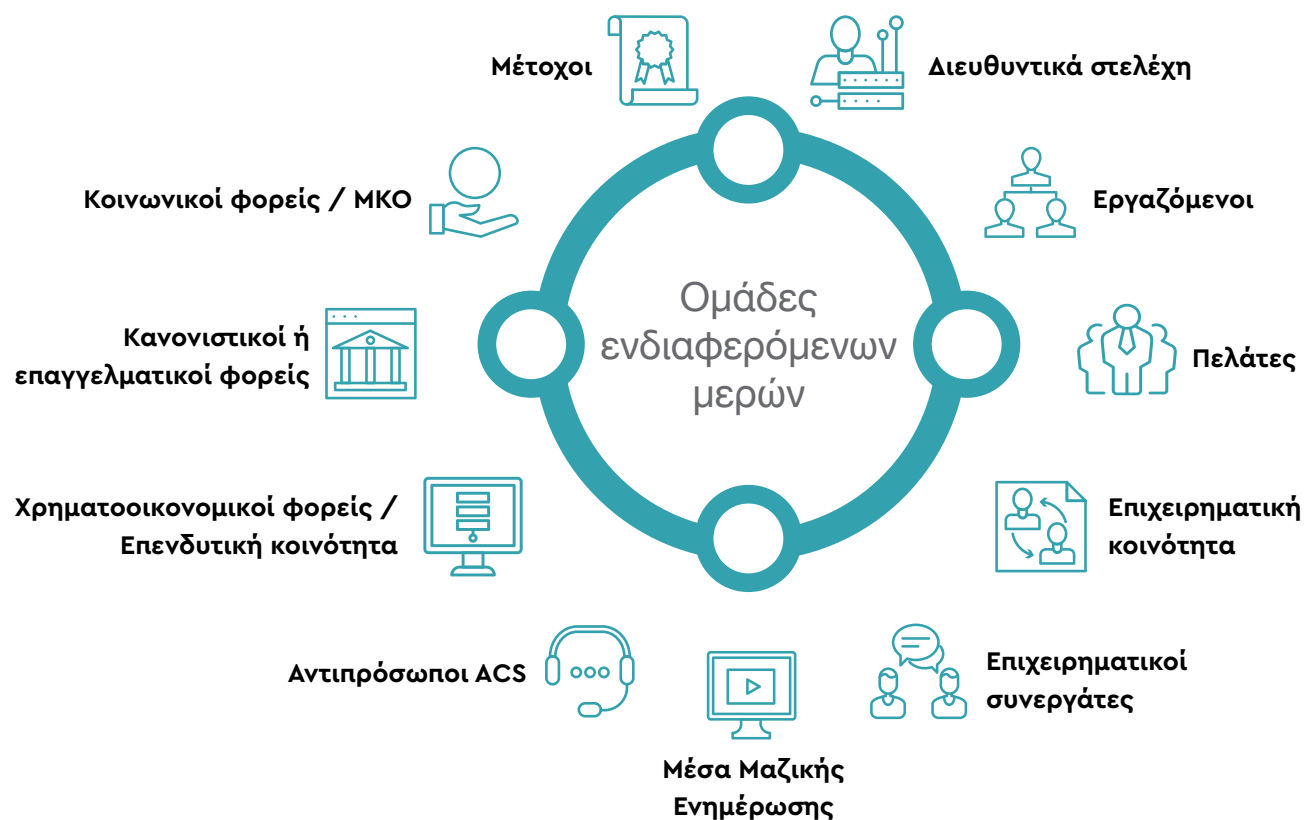 Μέτοχοι
Διευθυντικά στελέχη
Κοινωνικοί φορείς / ΜΚΟ
Εργαζόμενοι
Ομάδες
ενδιαφερόμενων
μερών
Κανονιστικοί ή
επαγγελματικοί φορείς
Πελάτες
Χρηματοοικονομικοί φορείς /
Επενδυτική κοινότητα
Επιχειρηματική
κοινότητα
Αντιπρόσωποι ACS
Επιχειρηματικοί
συνεργάτες
Μέσα Μαζικής
Ενημέρωσης